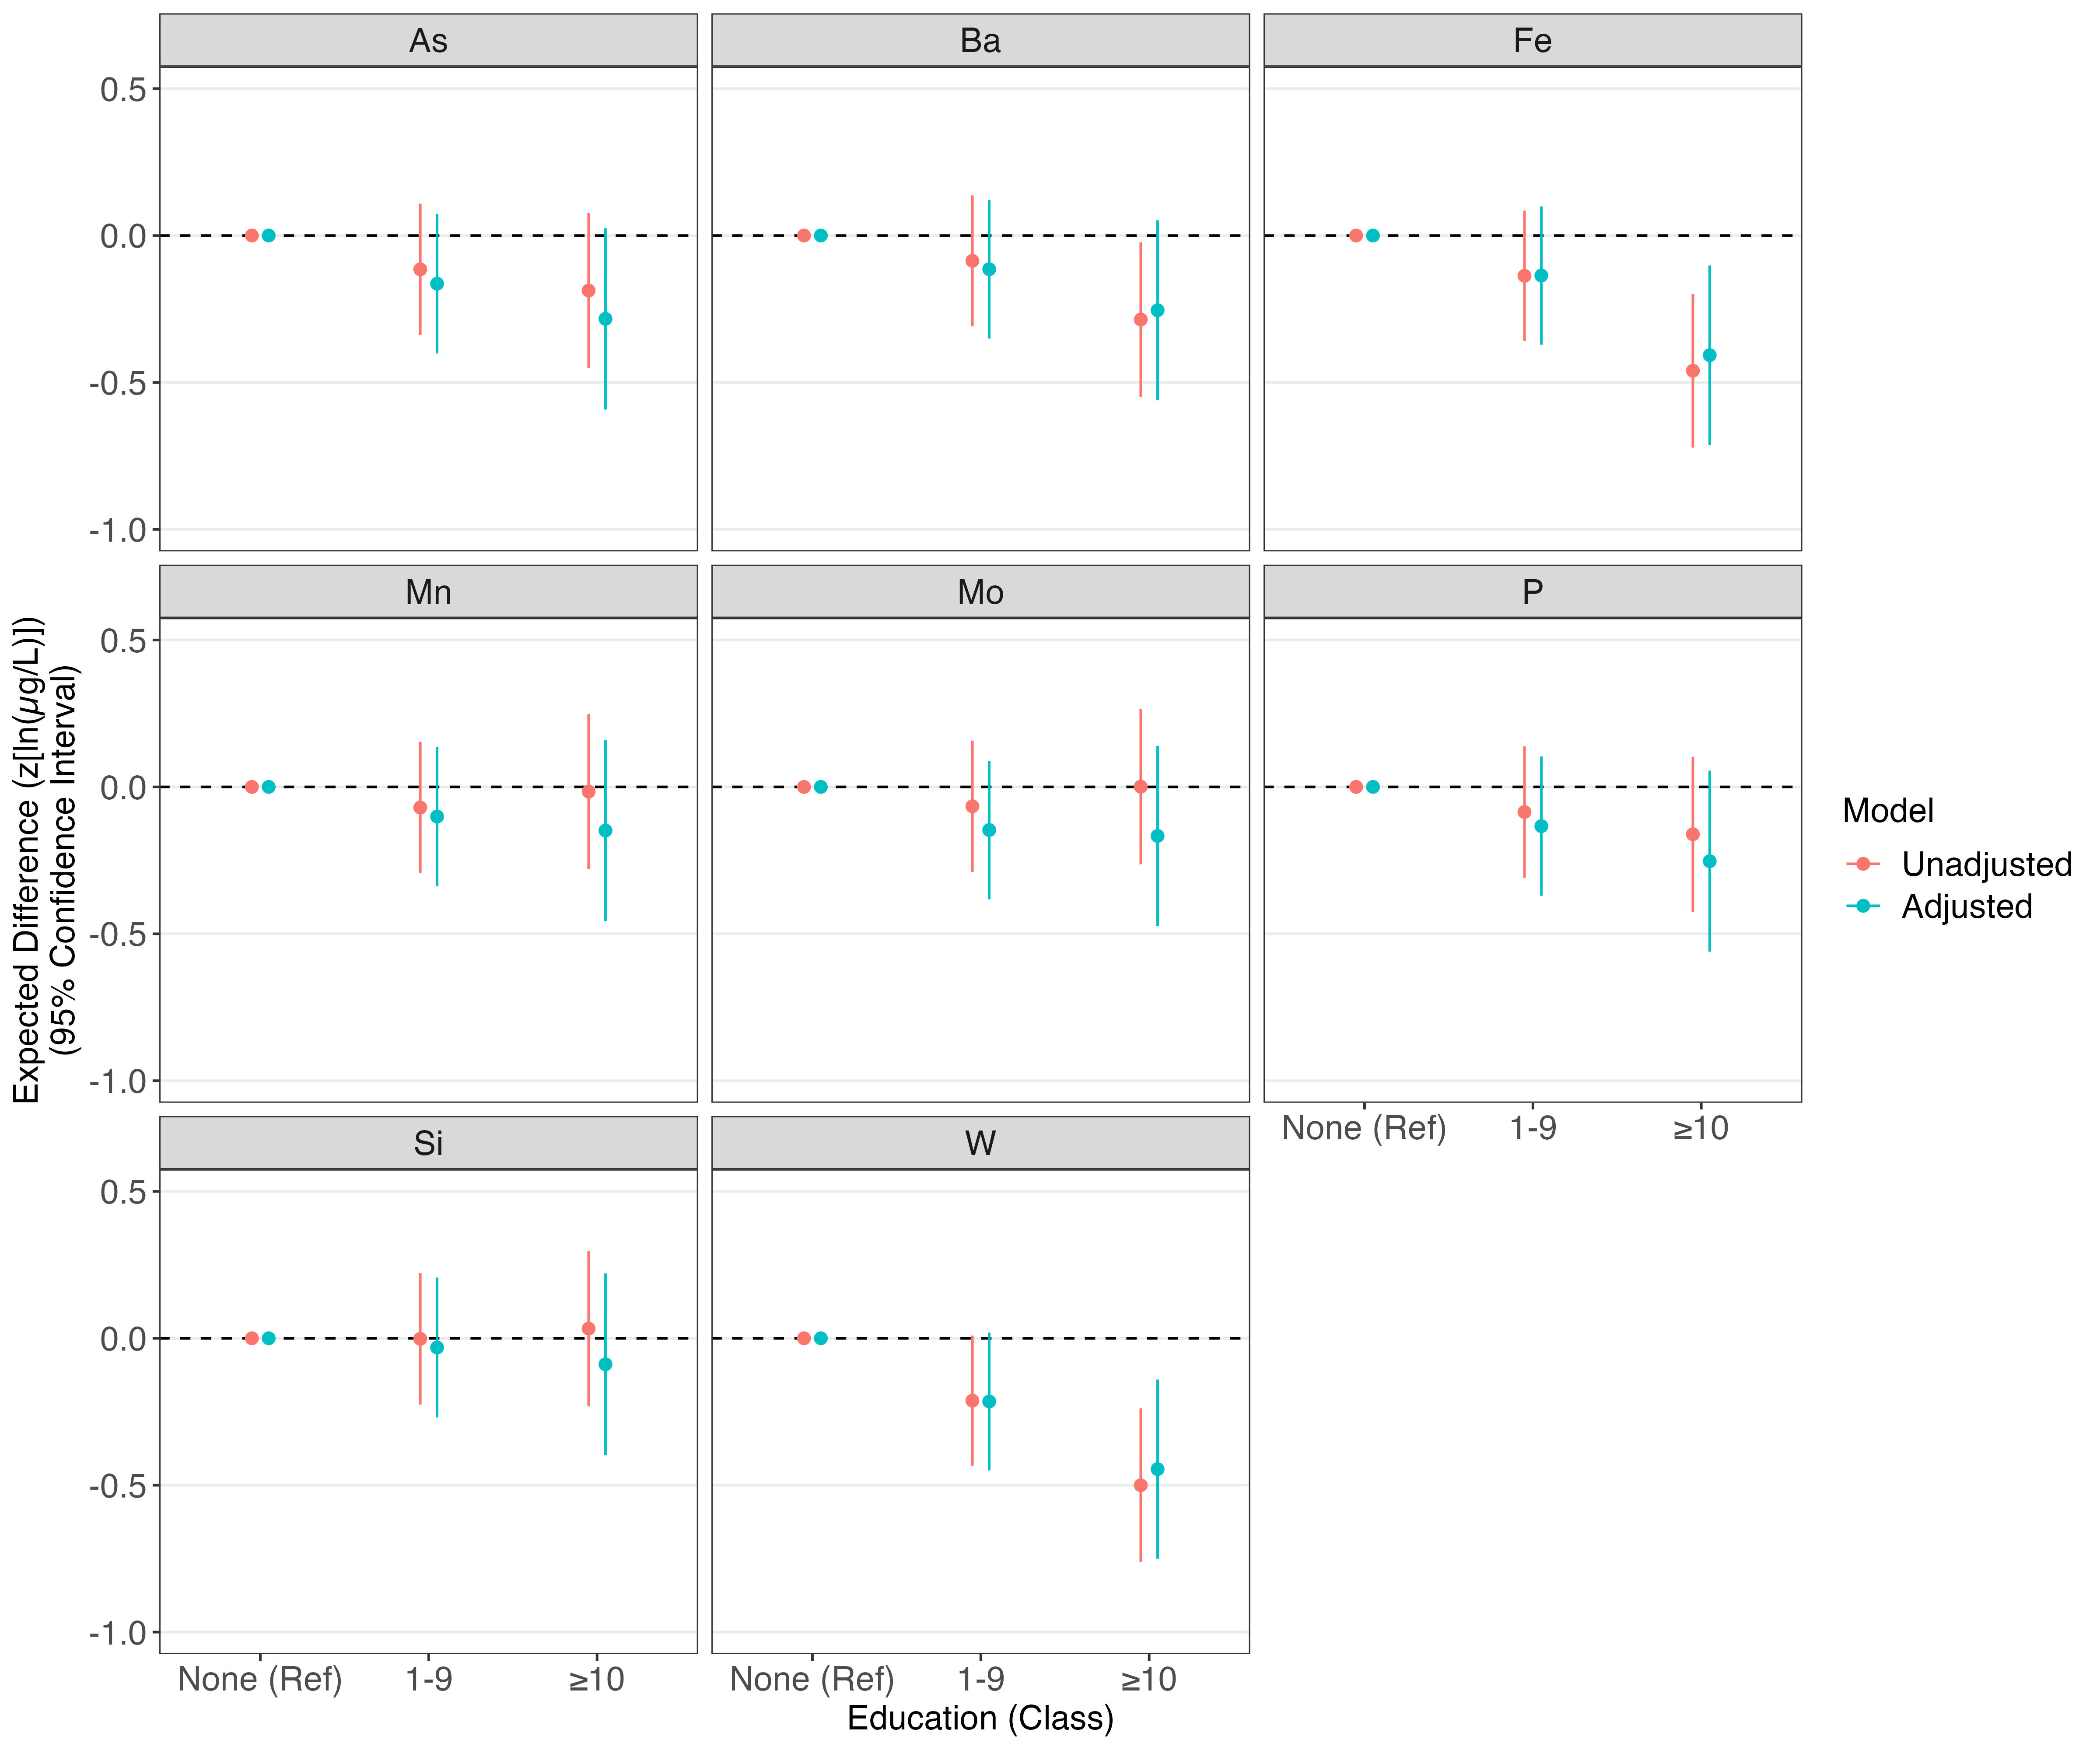 As
Ba
Fe
0.5
0.0
-0.5
-1.0
Mn
Mo
P
0.5
0.0
-0.5
-1.0
None (Ref) 1-9 ≥10
Si
W
0.5
0.0
-0.5
-1.0
None (Ref) 1-9 ≥10
None (Ref) 1-9 ≥10
Education (Class)
Expected Difference (z[ln(µg/L)])
(95% Confidence Interval)
Model
Unadjusted
Adjusted